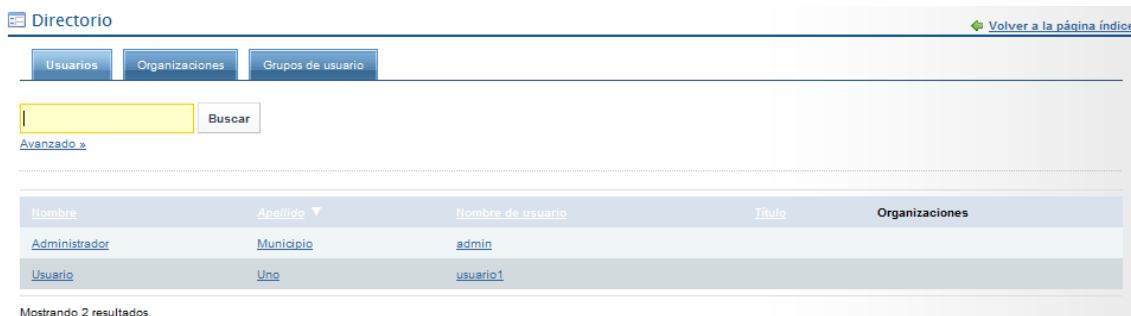 Directorio
Volver a la página índice
Usuarios Organizaciones Grupos de usuario
Buscar
Avanzado »
Nombre Apellido ▼ Nombre de usuario Título Organizaciones
Administrador Municipio admin
Usuario Uno usuario1
Mostrando 2 resultados.